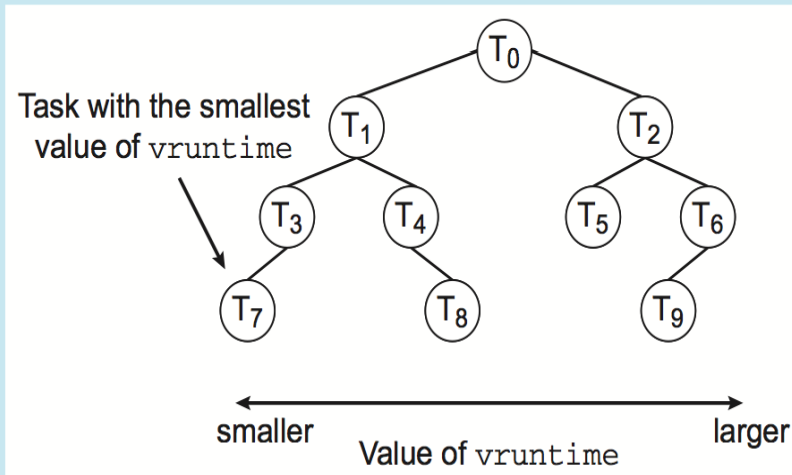 T0
Task with the smallest
value of vruntime
T1
T2
T3
T4
T5
T6
T7
T8
T9
smaller
larger
Value of vruntime